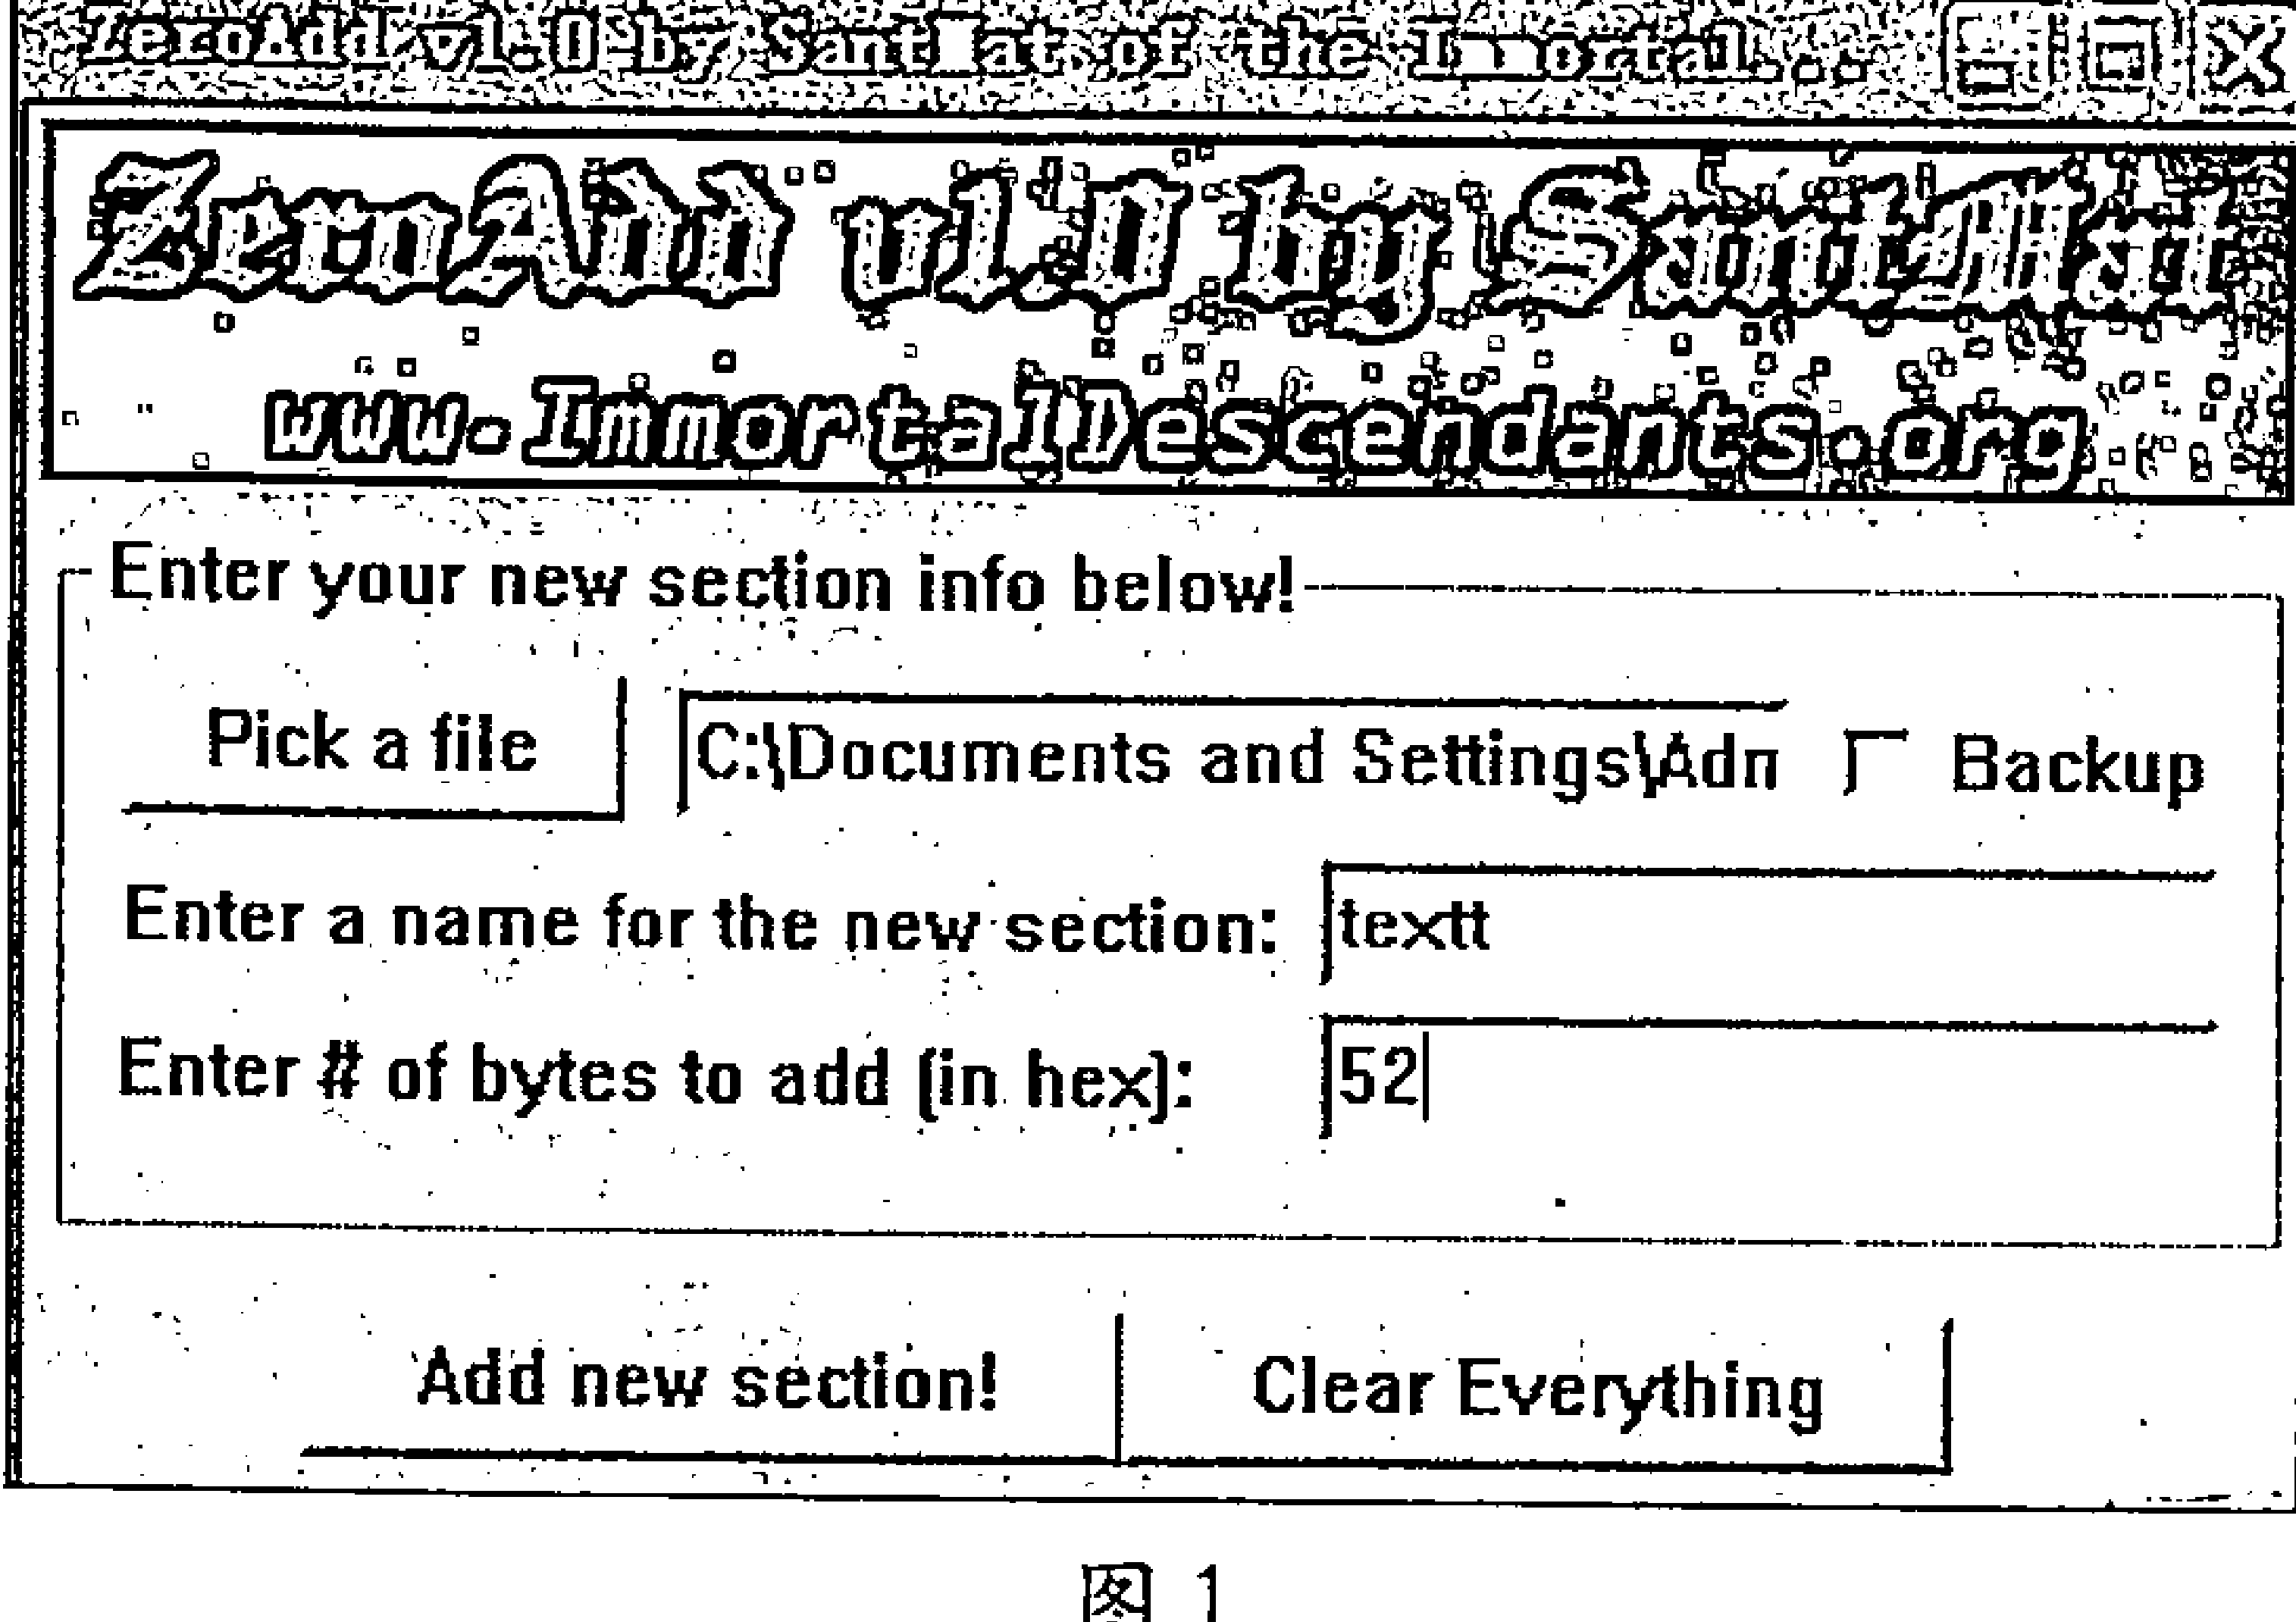 ZeroAdd v1.0 by SantMat of the Immortal...
ZeroAdd v1.0 by SantMat
www.ImmortalDescendants.org
Enter your new section info below!
Pick a file C:\Documents and Settings\Adn Backup
Enter a name for the new section: textt
Enter # of bytes to add (in hex): 52
Add new section! Clear Everything
图 1